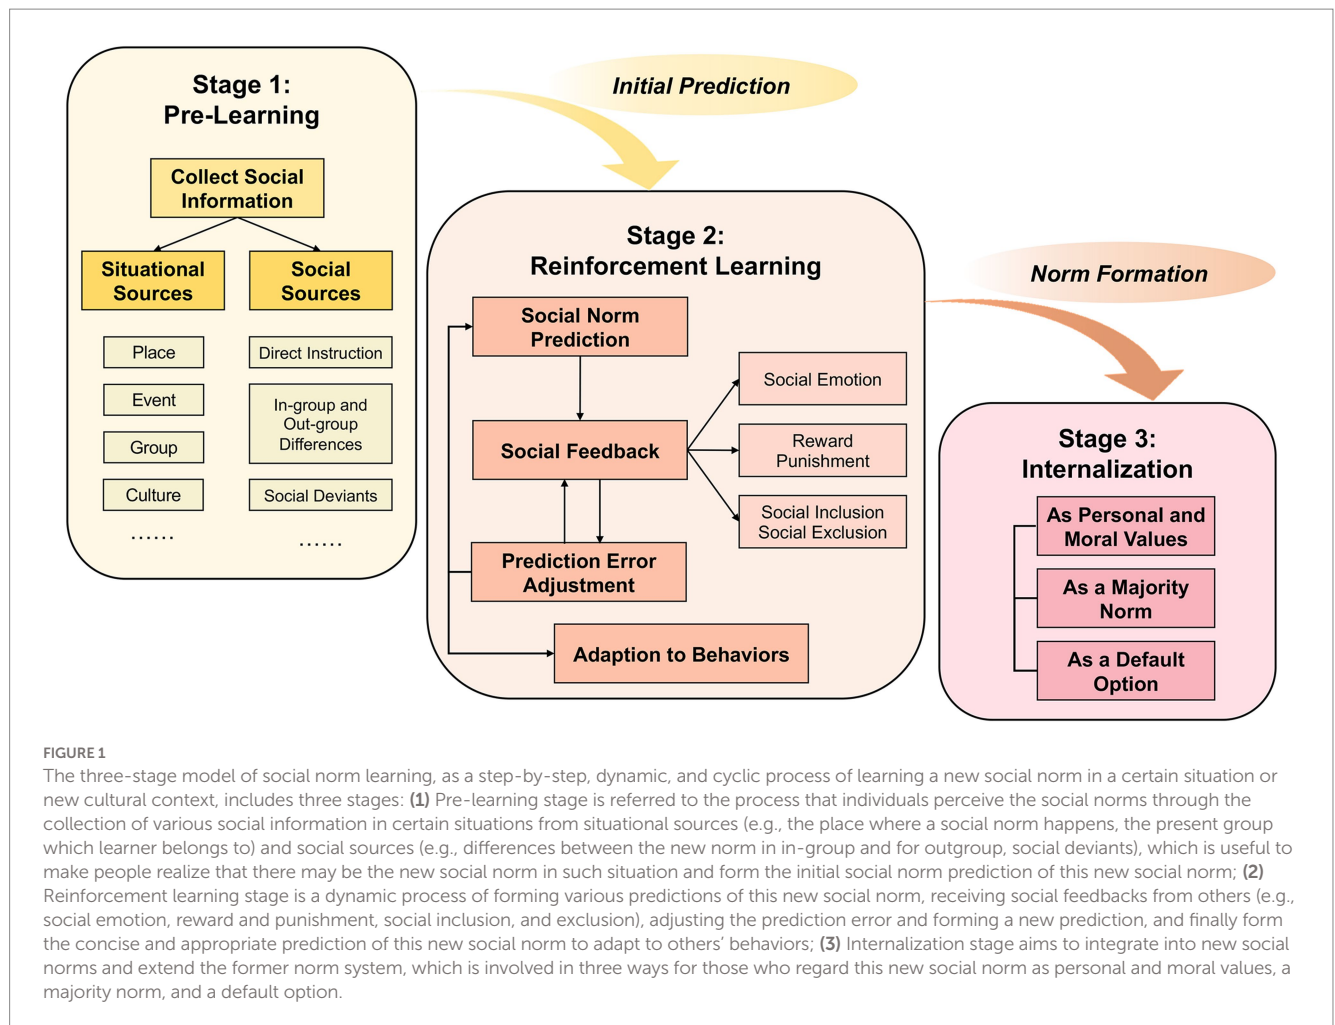 Stage 1:
Pre-Learning
Collect Social
Information
Situational
Sources
Social
Sources
Place
Event
Group
Culture
......
Direct Instruction
In-group and
Out-group
Differences
Social Deviants
......
Initial Prediction
Stage 2:
Reinforcement Learning
Social Norm
Prediction
Social Feedback
Social Emotion
Reward
Punishment
Social Inclusion
Social Exclusion
Prediction Error
Adjustment
Adaption to Behaviors
Norm Formation
Stage 3:
Internalization
As Personal and
Moral Values
As a Majority
Norm
As a Default
Option
FIGURE 1
The three-stage model of social norm learning, as a step-by-step, dynamic, and cyclic process of learning a new social norm in a certain situation or
new cultural context, includes three stages: (1) Pre-learning stage is referred to the process that individuals perceive the social norms through the
collection of various social information in certain situations from situational sources (e.g., the place where a social norm happens, the present group
which learner belongs to) and social sources (e.g., differences between the new norm in in-group and for outgroup, social deviants), which is useful to
make people realize that there may be the new social norm in such situation and form the initial social norm prediction of this new social norm; (2)
Reinforcement learning stage is a dynamic process of forming various predictions of this new social norm, receiving social feedbacks from others (e.g.,
social emotion, reward and punishment, social inclusion, and exclusion), adjusting the prediction error and forming a new prediction, and finally form
the concise and appropriate prediction of this new social norm to adapt to others' behaviors; (3) Internalization stage aims to integrate into new social
norms and extend the former norm system, which is involved in three ways for those who regard this new social norm as personal and moral values, a
majority norm, and a default option.